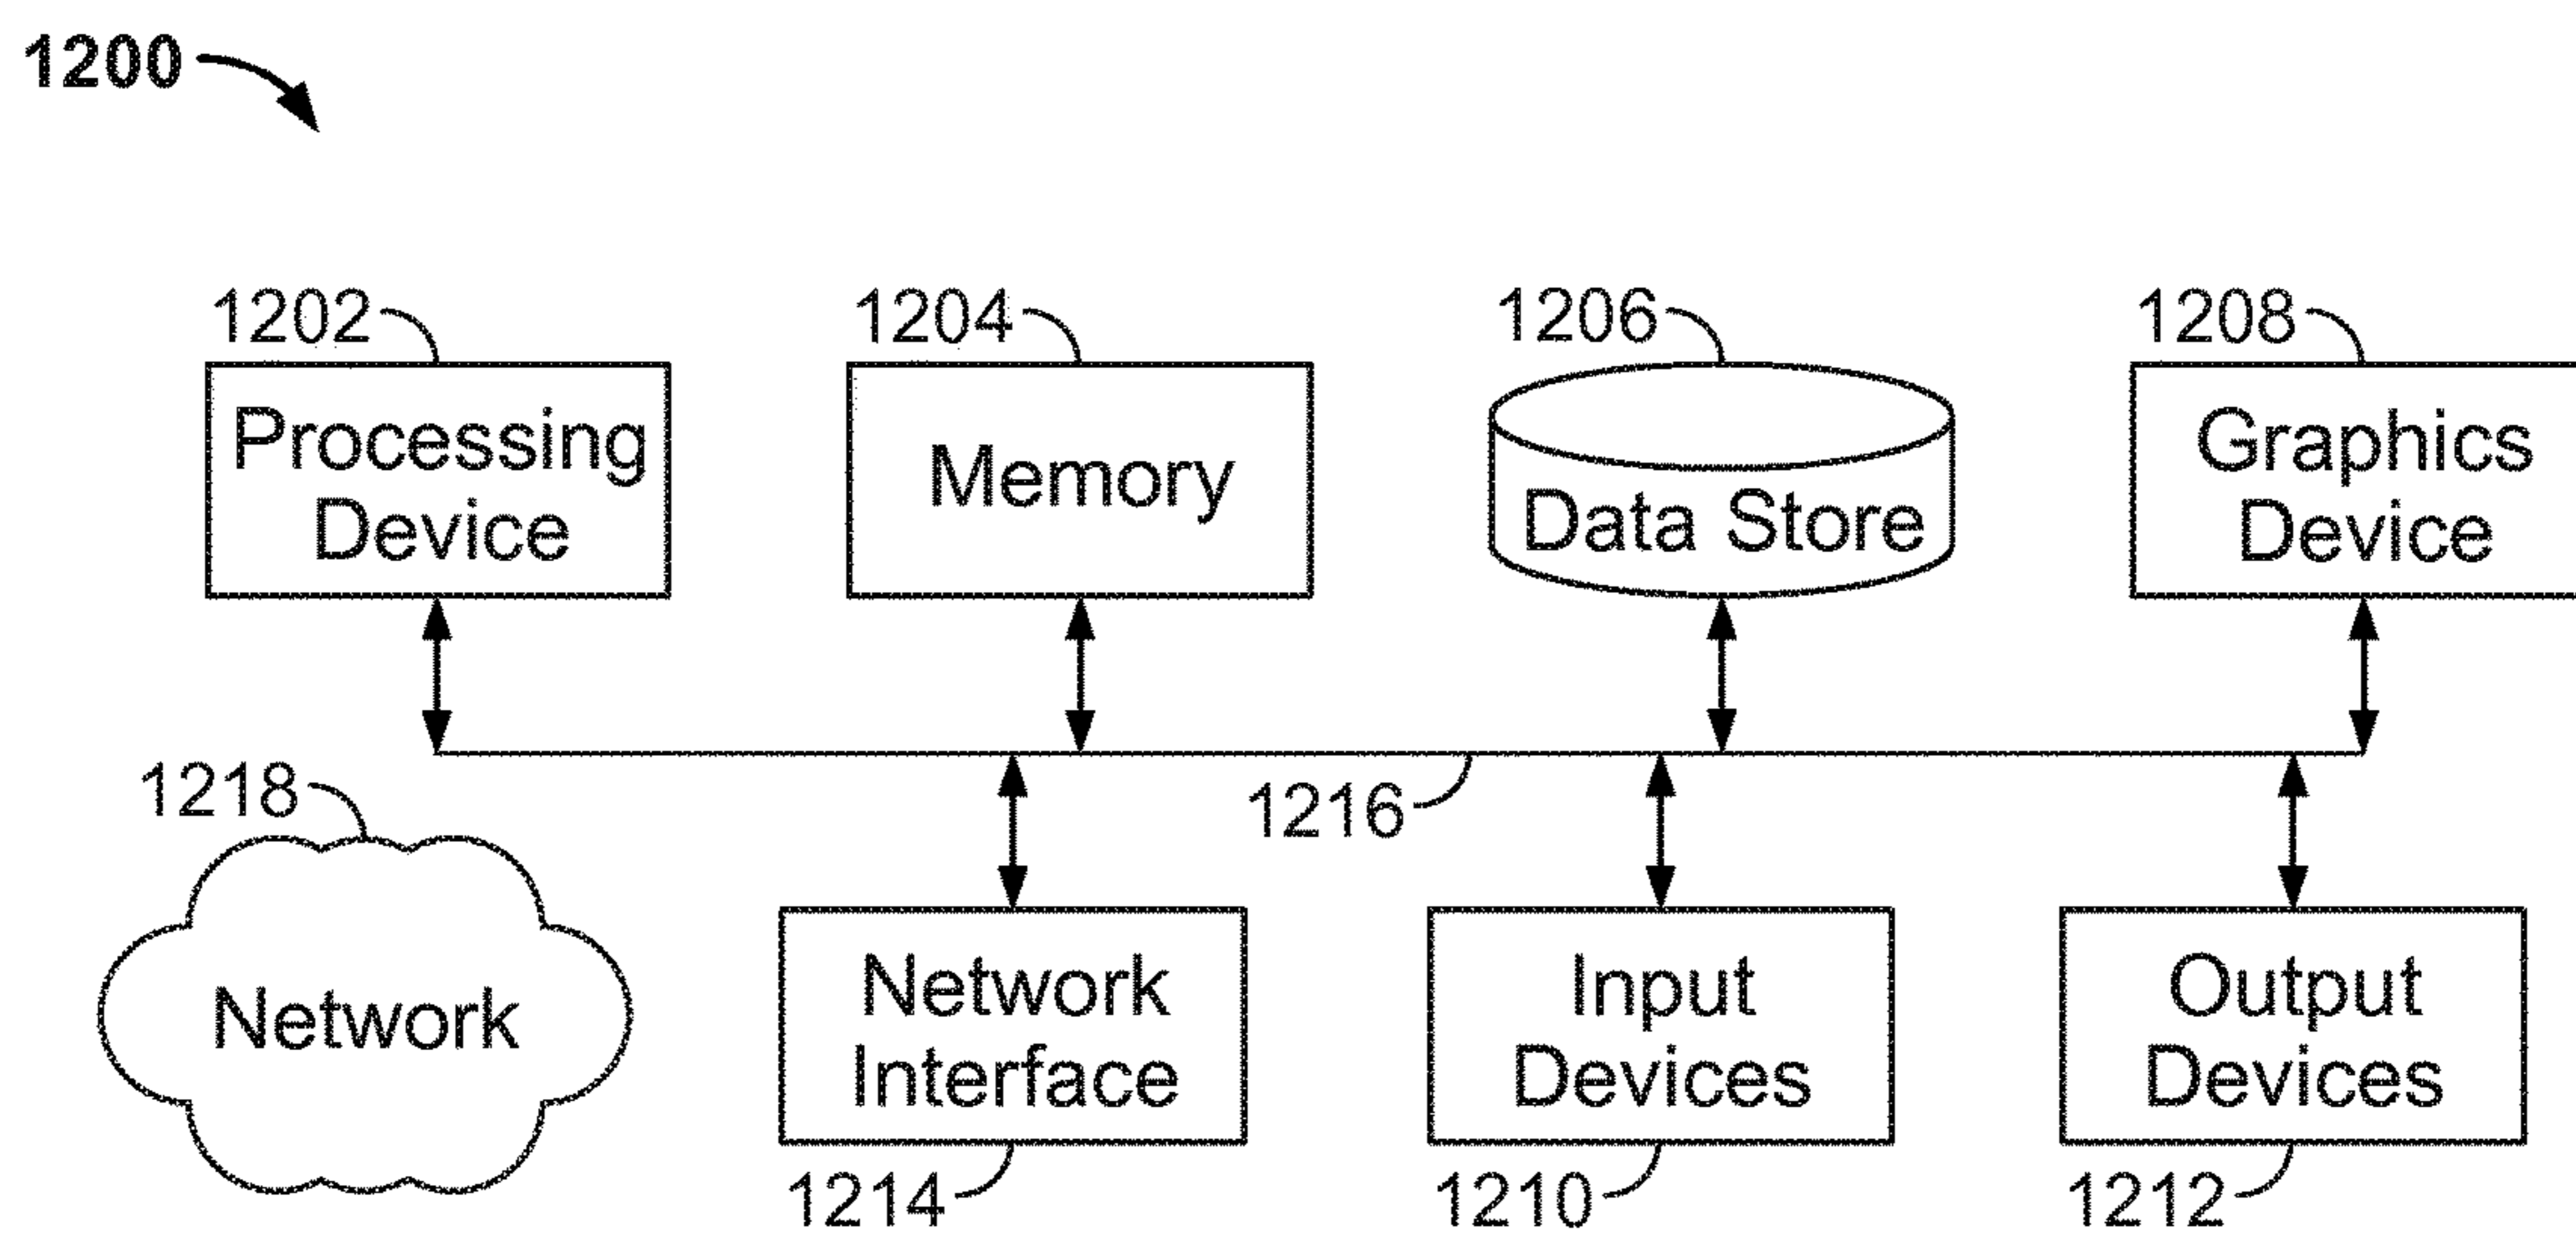 1200
1202
1204
1206
1208
Processing
Device
Memory
Data Store
Graphics
Device
1218
1216
Network
Network
Interface
Input
Devices
Output
Devices
1214
1210
1212